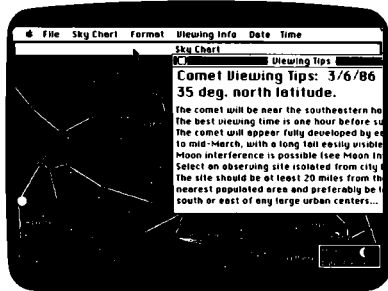 File Sky Chart Format Viewing Info Date Time
Sky Chart
Viewing Tips
Comet Viewing Tips: 3/6/86
35 deg. north latitude.
The comet will be near the southeastern ho
The best viewing time is one hour before su
The comet will appear fully developed by e
to mid-March, with a long tail easily visible
Moon interference is possible (see Moon In
Select an observing site isolated from city l
The site should be at least 20 miles from th
nearest populated area and preferably be l
south or east of any large urban centers...